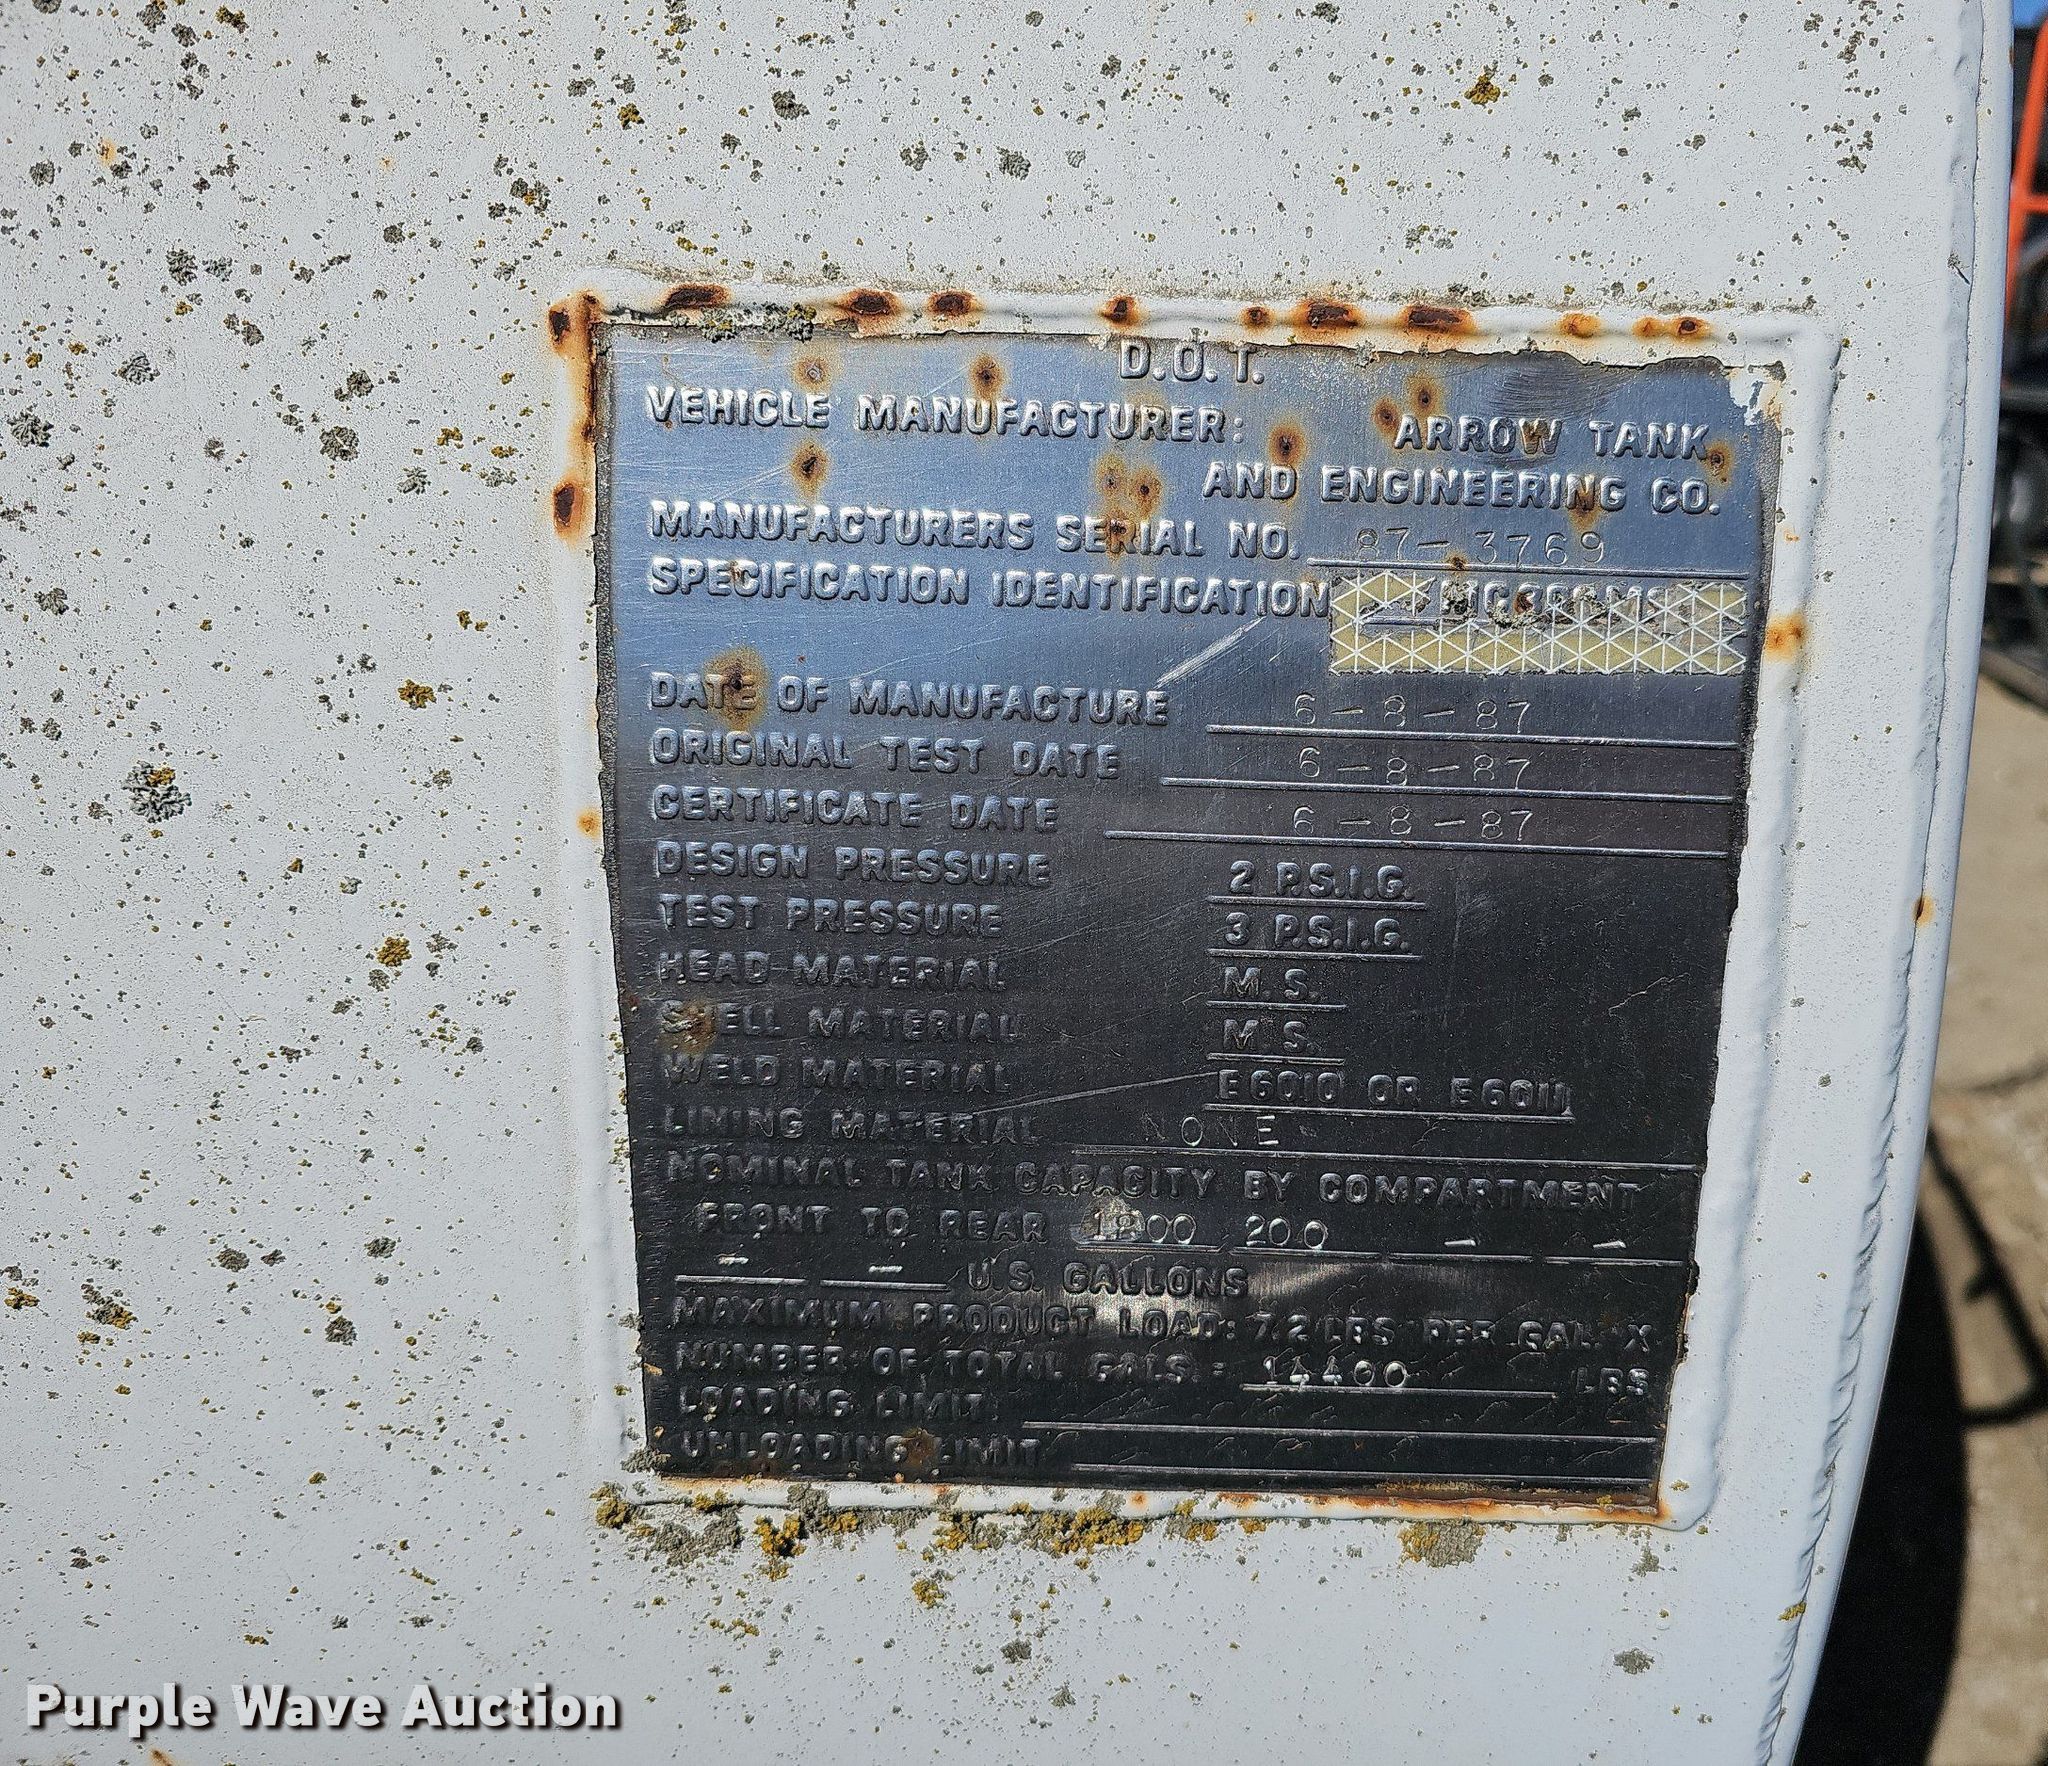 D.O.T.
VEHICLE MANUFACTURER: ARROW TANK
AND ENGINEERING CO.
MANUFACTURERS SERIAL NO. 87-3769
SPECIFICATION IDENTIFICATION
DATE OF MANUFACTURE 6-8-87
ORIGINAL TEST DATE 6-8-87
CERTIFICATE DATE 6-8-87
DESIGN PRESSURE 2 P.S.I.G.
TEST PRESSURE 3 P.S.I.G.
HEAD MATERIAL M.S.
SHELL MATERIAL M.S.
WELD MATERIAL E6010 OR E6011
LINING MATERIAL NONE
NOMINAL TANK CAPACITY BY COMPARTMENT
FRONT TO REAR 1800 200 - -
- - U.S. GALLONS
MAXIMUM PRODUCT LOAD: 7.2 LBS PER GAL. X
NUMBER OF TOTAL GALS. = 14400 LBS
LOADING LIMIT:
UNLOADING LIMIT
Purple Wave Auction